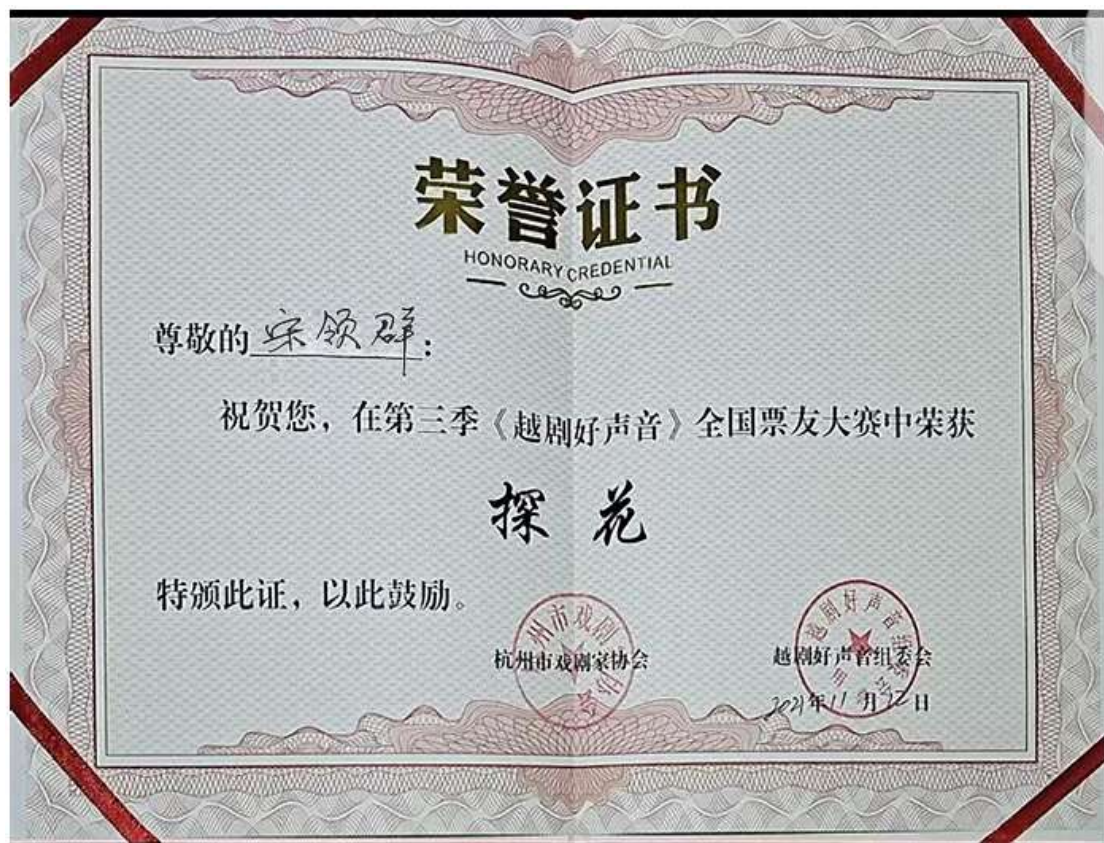 荣誉证书
HONORARY CREDENTIAL
尊敬的宋领群：
祝贺您，在第三季《越剧好声音》全国票友大赛中荣获
探花
特颁此证，以此鼓励。
杭州市戏剧家协会
越剧好声音组委会
2021年11月12日